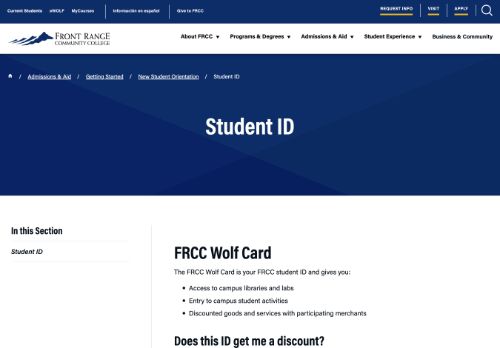 Current Students eWOLF MyCourses Información en español Give to FRCC REQUEST INFO VISIT APPLY
FRONT RANGE
COMMUNITY COLLEGE
About FRCC Programs & Degrees Admissions & Aid Student Experience Business & Community
/ Admissions & Aid / Getting Started / New Student Orientation / Student ID
Student ID
In this Section
Student ID
FRCC Wolf Card
The FRCC Wolf Card is your FRCC student ID and gives you:
• Access to campus libraries and labs
• Entry to campus student activities
• Discounted goods and services with participating merchants
Does this ID get me a discount?